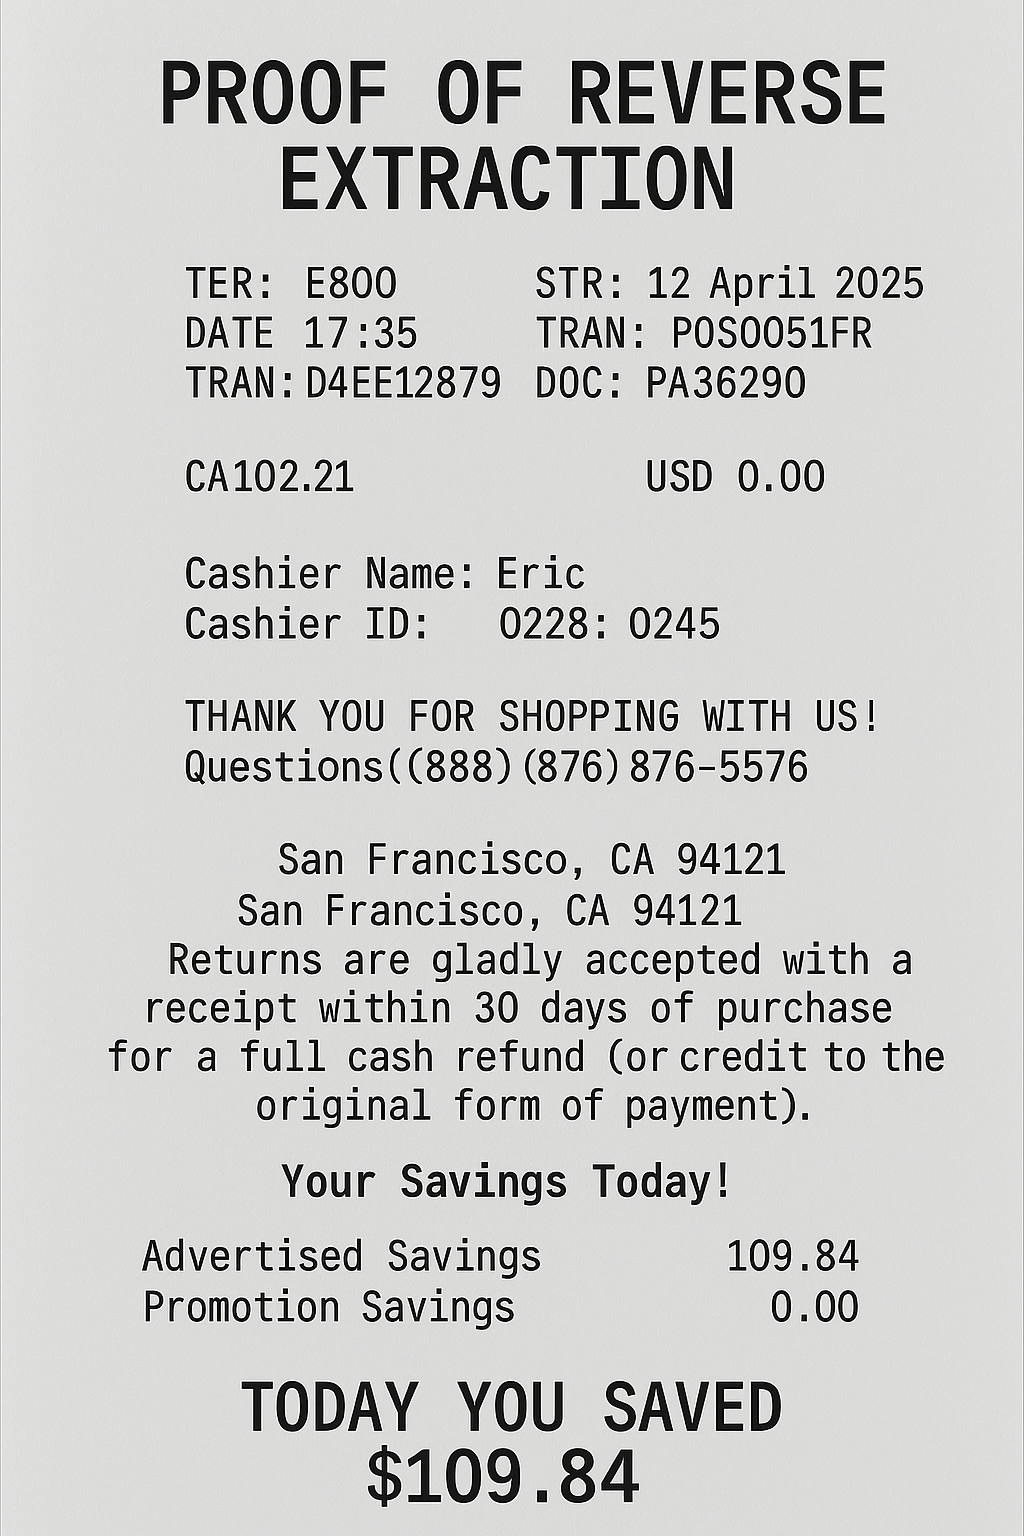 PROOF OF REVERSE
EXTRACTION
TER: E800 STR: 12 April 2025
DATE 17:35 TRAN: POS0051FR
TRAN: D4EE12879 DOC: PA36290
CA102.21 USD 0.00
Cashier Name: Eric
Cashier ID: 0228: 0245
THANK YOU FOR SHOPPING WITH US!
Questions((888)(876)876-5576
San Francisco, CA 94121
San Francisco, CA 94121
Returns are gladly accepted with a
receipt within 30 days of purchase
for a full cash refund (or credit to the
original form of payment).
Your Savings Today!
Advertised Savings 109.84
Promotion Savings 0.00
TODAY YOU SAVED
$109.84